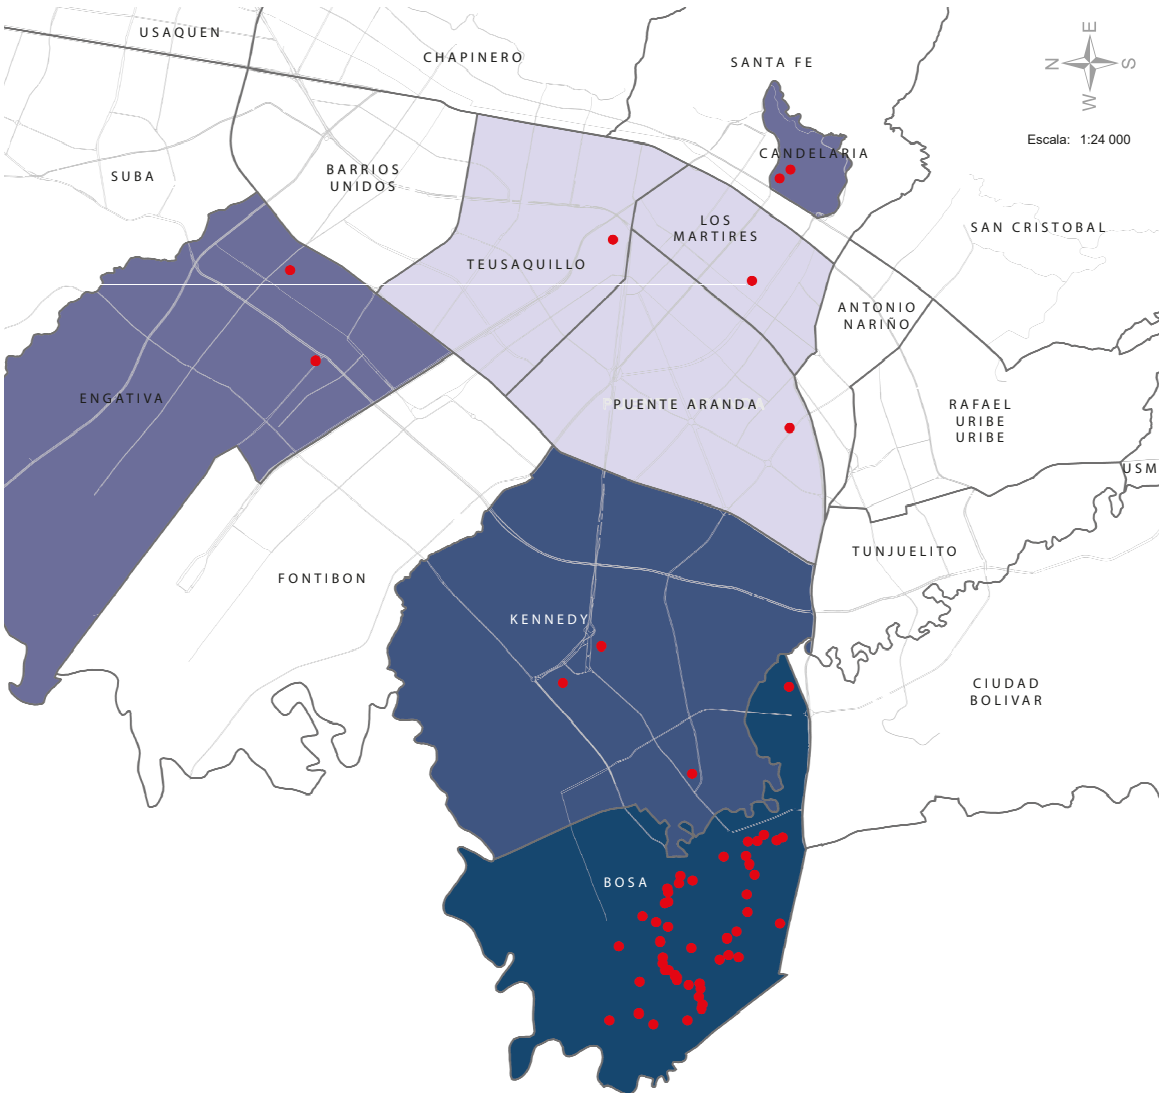 USAQUEN
CHAPINERO
SANTA FE
E
N
S
W
Escala: 1:24 000
SUBA
BARRIOS
UNIDOS
CANDELARIA
LOS
MARTIRES
SAN CRISTOBAL
TEUSAQUILLO
ANTONIO
NARIÑO
ENGATIVA
PUENTE ARANDA
RAFAEL
URIBE
URIBE
USM
TUNJUELITO
FONTIBON
KENNEDY
CIUDAD
BOLIVAR
BOSA